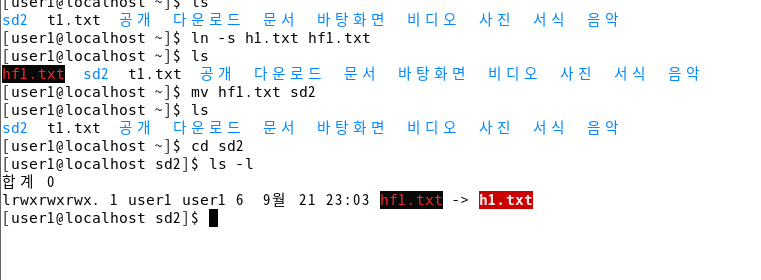 [user1@localhost ~]$ ls
sd2 t1.txt 공개 다운로드 문서 바탕화면 비디오 사진 서식 음악
[user1@localhost ~]$ ln -s h1.txt hf1.txt
[user1@localhost ~]$ ls
hf1.txt sd2 t1.txt 공개 다운로드 문서 바탕화면 비디오 사진 서식 음악
[user1@localhost ~]$ mv hf1.txt sd2
[user1@localhost ~]$ ls
sd2 t1.txt 공개 다운로드 문서 바탕화면 비디오 사진 서식 음악
[user1@localhost ~]$ cd sd2
[user1@localhost sd2]$ ls -l
합계 0
lrwxrwxrwx. 1 user1 user1 6 9월 21 23:03 hf1.txt -> h1.txt
[user1@localhost sd2]$